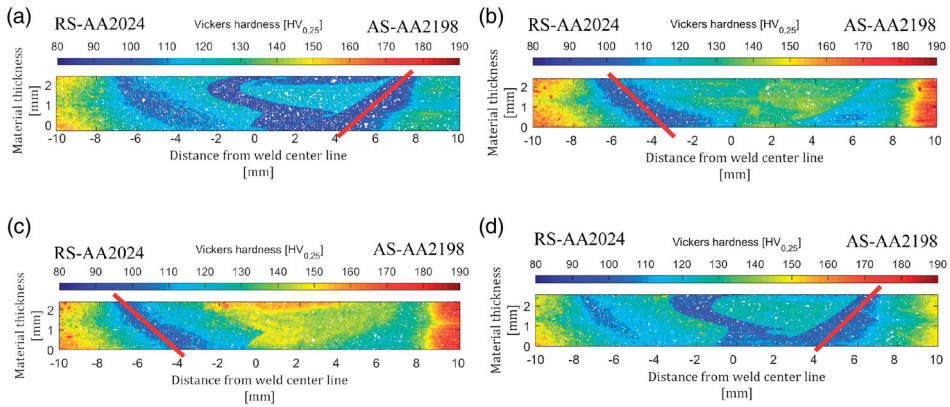 (a)
RS-AA2024
Vickers hardness [HV0,25]
AS-AA2198
80 90 100 110 120 130 140 150 160 170 180 190
Material thickness
[mm]
2
1
0
-10 -8 -6 -4 -2 0 2 4 6 8 10
Distance from weld center line
[mm]
(b)
RS-AA2024
Vickers hardness [HV0,25]
AS-AA2198
80 90 100 110 120 130 140 150 160 170 180 190
Material thickness
[mm]
2
1
0
-10 -8 -6 -4 -2 0 2 4 6 8 10
Distance from weld center line
[mm]
(c)
RS-AA2024
Vickers hardness [HV0,25]
AS-AA2198
80 90 100 110 120 130 140 150 160 170 180 190
Material thickness
[mm]
2
1
0
-10 -8 -6 -4 -2 0 2 4 6 8 10
Distance from weld center line
[mm]
(d)
RS-AA2024
Vickers hardness [HV0,25]
AS-AA2198
80 90 100 110 120 130 140 150 160 170 180 190
Material thickness
[mm]
2
1
0
-10 -8 -6 -4 -2 0 2 4 6 8 10
Distance from weld center line
[mm]